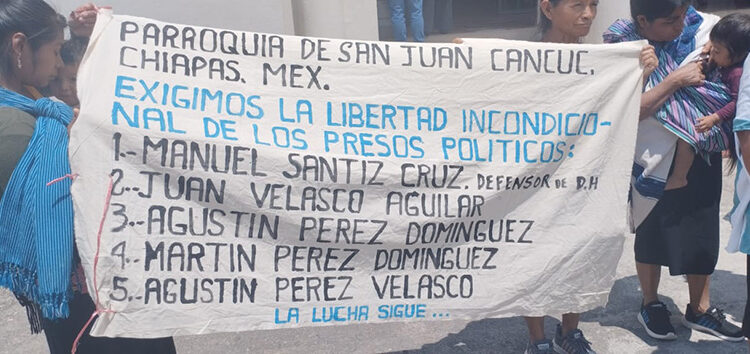 PARROQUIA DE SAN JUAN CANCUC,
CHIAPAS. MEX.
EXIGIMOS LA LIBERTAD INCONDICIO-
NAL DE LOS PRESOS POLITICOS:
1.- MANUEL SANTIZ CRUZ. DEFENSOR DE D.H
2.- JUAN VELASCO AGUILAR
3.- AGUSTIN PEREZ DOMINGUEZ
4.- MARTIN PEREZ DOMINGUEZ
5.- AGUSTIN PEREZ VELASCO
LA LUCHA SIGUE...